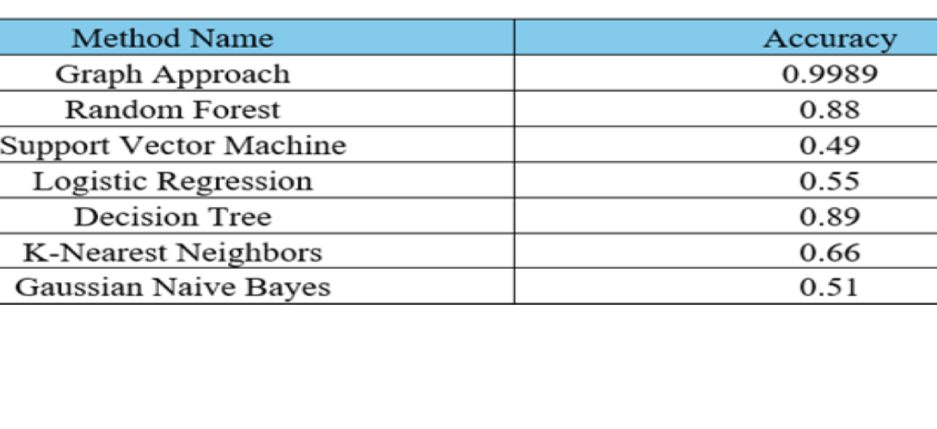 Method Name Accuracy
Graph Approach 0.9989
Random Forest 0.88
Support Vector Machine 0.49
Logistic Regression 0.55
Decision Tree 0.89
K-Nearest Neighbors 0.66
Gaussian Naive Bayes 0.51